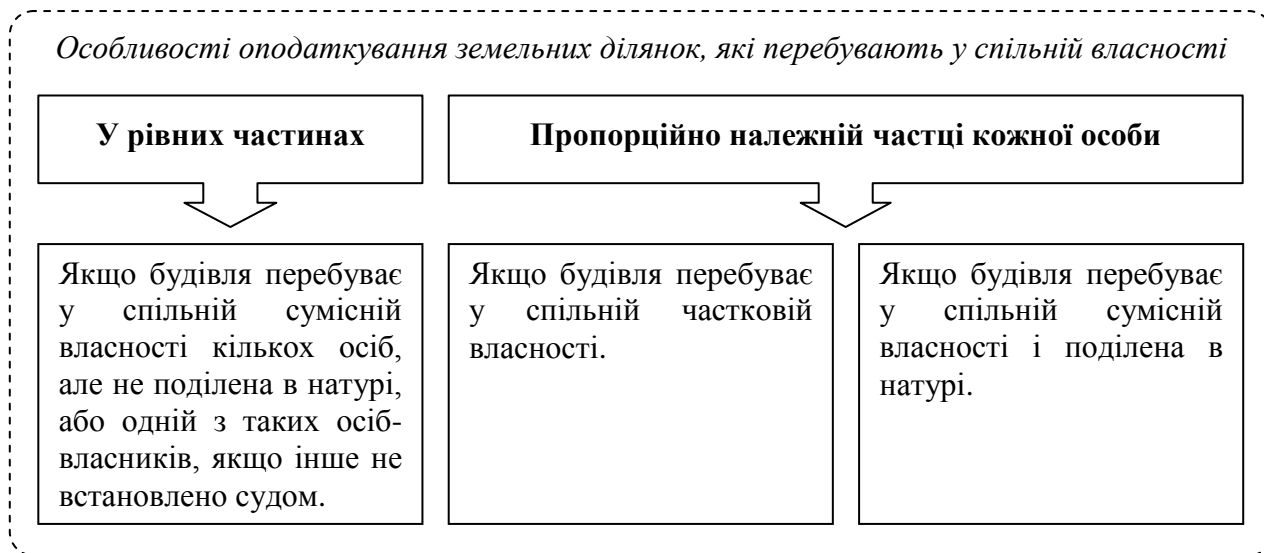 Особливості оподаткування земельних ділянок, які перебувають у спільній власності
У рівних частинах
Пропорційно належній частці кожної особи
Якщо будівля перебуває
у спільній сумісній
власності кількох осіб,
але не поділена в натурі,
або одній з таких осіб-
власників, якщо інше не
встановлено судом.
Якщо будівля перебуває
у спільній частковій
власності.
Якщо будівля перебуває
у спільній сумісній
власності і поділена в
натурі.